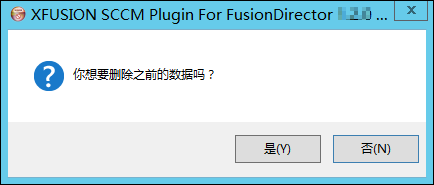 XFUSION SCCM Plugin For FusionDirector ...
你想要删除之前的数据吗？
是(Y)
否(N)